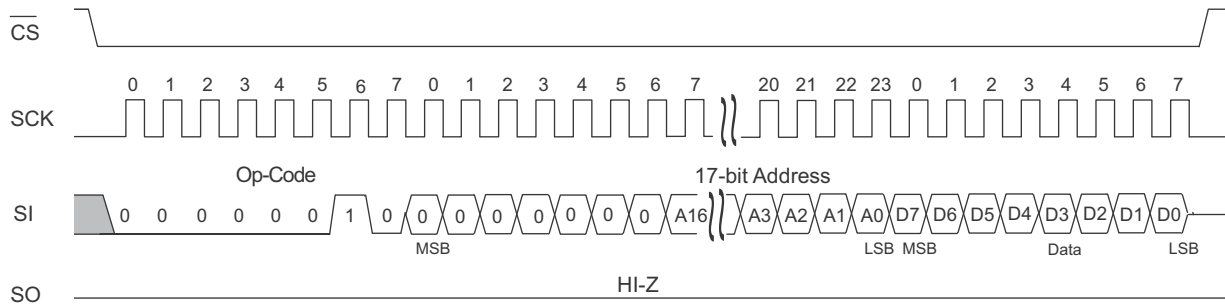 CS
0 1 2 3 4 5 6 7 0 1 2 3 4 5 6 7 20 21 22 23 0 1 2 3 4 5 6 7
SCK
Op-Code 17-bit Address
SI 0 0 0 0 0 0 1 0 0 0 0 0 0 0 0 A16 A3 A2 A1 A0 D7 D6 D5 D4 D3 D2 D1 D0
MSB LSB MSB Data LSB
HI-Z
SO